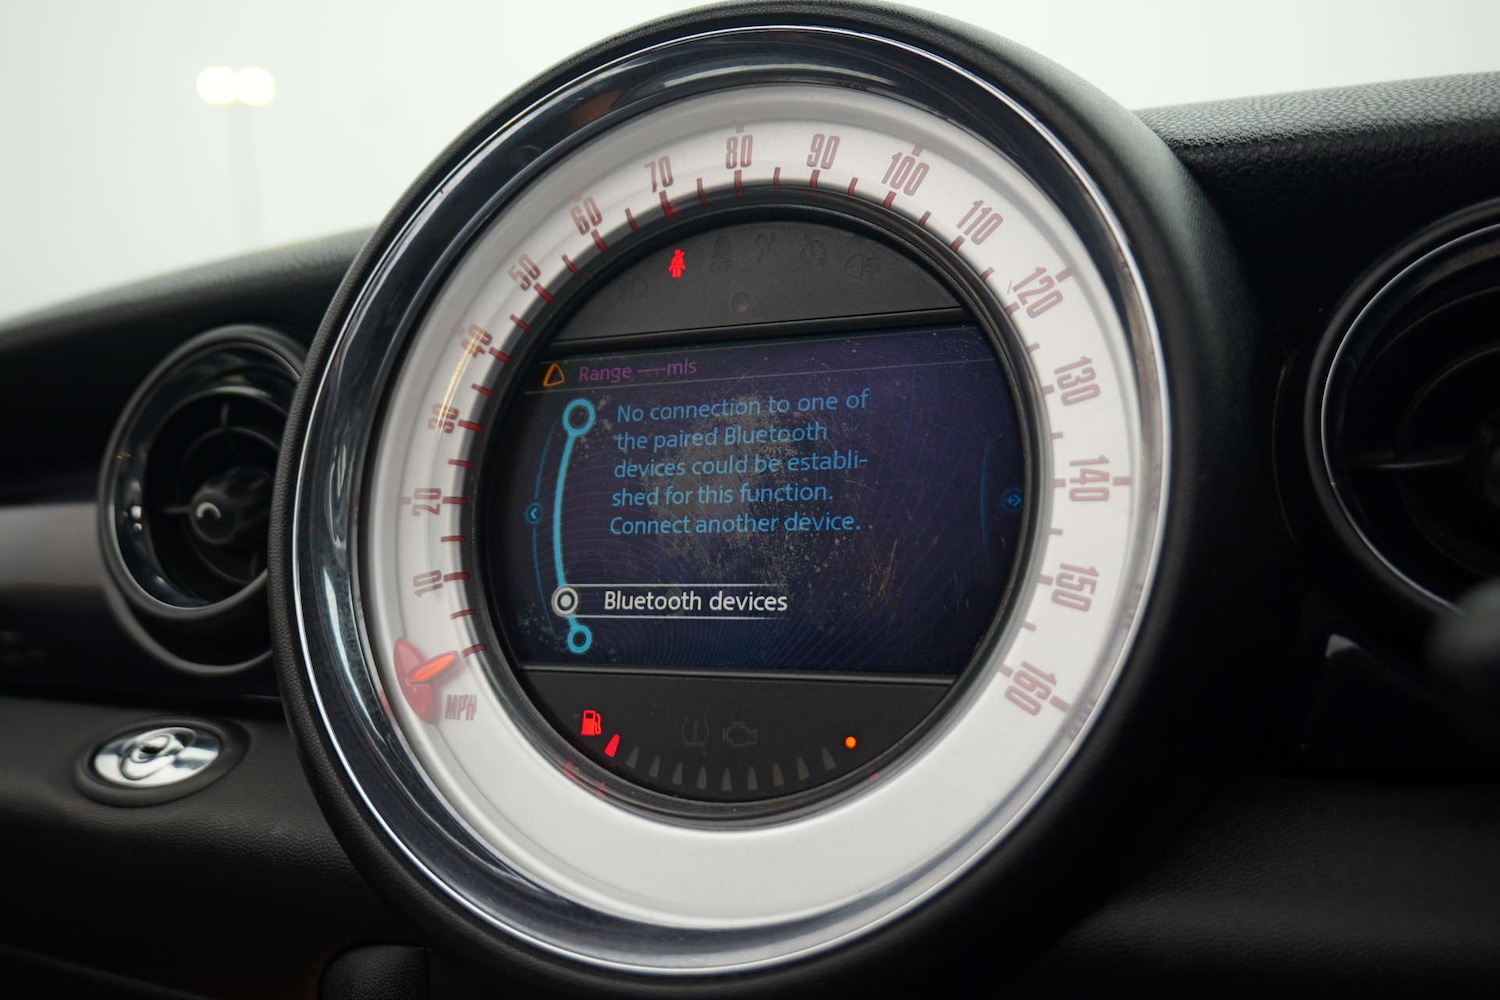 10
20
30
40
50
60
70
80
90
100
110
120
130
140
150
160
MPH
Range ----mls
No connection to one of
the paired Bluetooth
devices could be establi-
shed for this function.
Connect another device.
Bluetooth devices